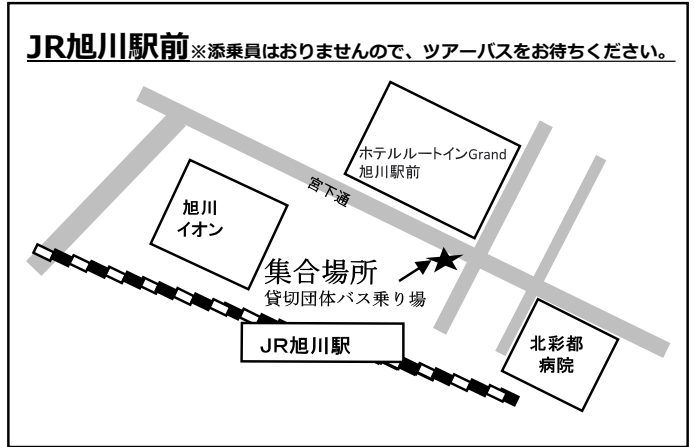 JR旭川駅前※添乗員はおりませんので、ツアーバスをお待ちください。
ホテルルートインGrand
旭川駅前
宮下通
旭川
イオン
集合場所
貸切団体バス乗り場
JR旭川駅
北彩都
病院